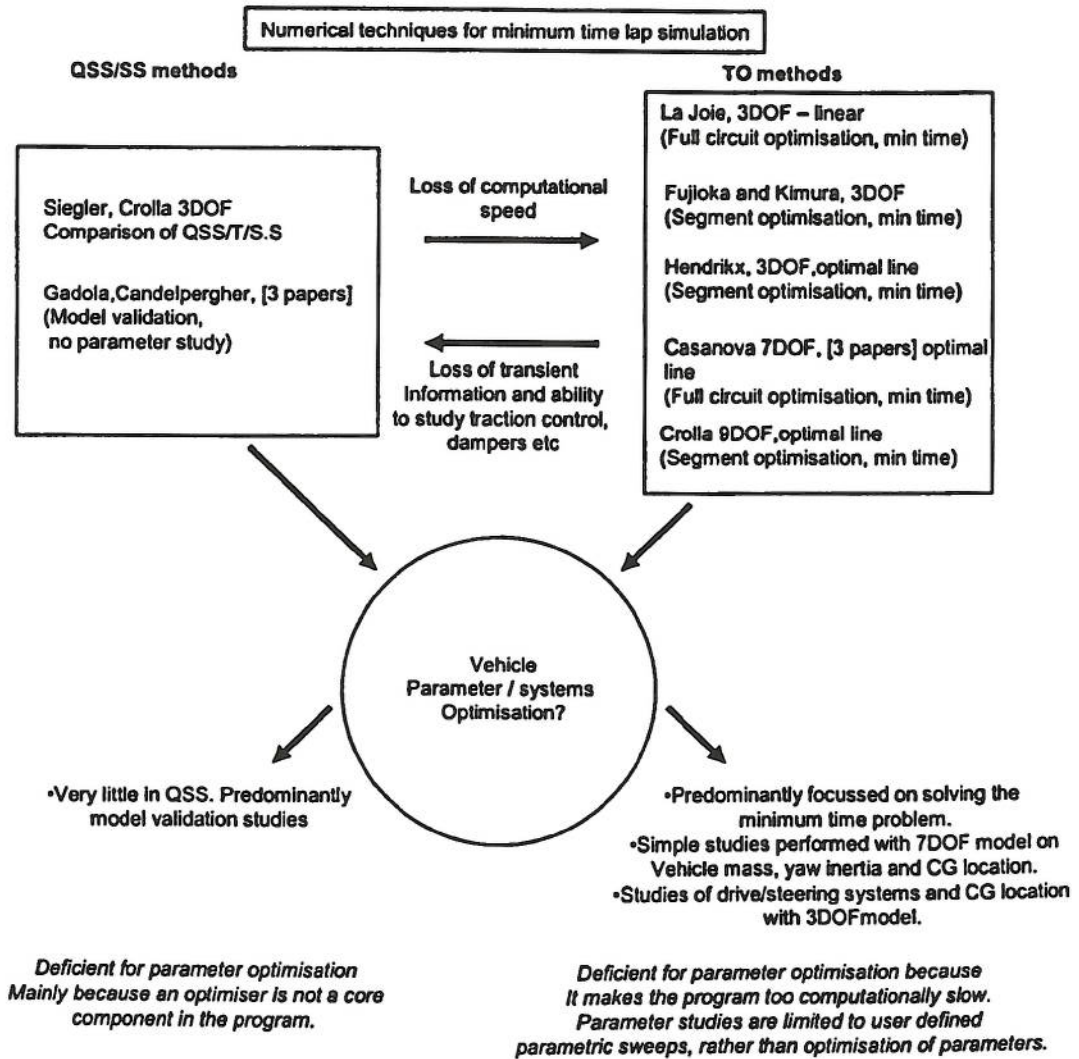 Numerical techniques for minimum time lap simulation
QSS/SS methods
TO methods
Siegler, Crolla 3DOF
Comparison of QSS/T/S.S
Gadola,Candelpergher, [3 papers]
(Model validation,
no parameter study)
Loss of computational
speed
Loss of transient
Information and ability
to study traction control,
dampers etc
La Joie, 3DOF – linear
(Full circuit optimisation, min time)
Fujioka and Kimura, 3DOF
(Segment optimisation, min time)
Hendrikx, 3DOF,optimal line
(Segment optimisation, min time)
Casanova 7DOF, [3 papers] optimal
line
(Full circuit optimisation, min time)
Crolla 9DOF,optimal line
(Segment optimisation, min time)
Vehicle
Parameter / systems
Optimisation?
•Very little in QSS. Predominantly
model validation studies
•Predominantly focussed on solving the
minimum time problem.
•Simple studies performed with 7DOF model on
Vehicle mass, yaw inertia and CG location.
•Studies of drive/steering systems and CG location
with 3DOFmodel.
Deficient for parameter optimisation
Mainly because an optimiser is not a core
component in the program.
Deficient for parameter optimisation because
It makes the program too computationally slow.
Parameter studies are limited to user defined
parametric sweeps, rather than optimisation of parameters.